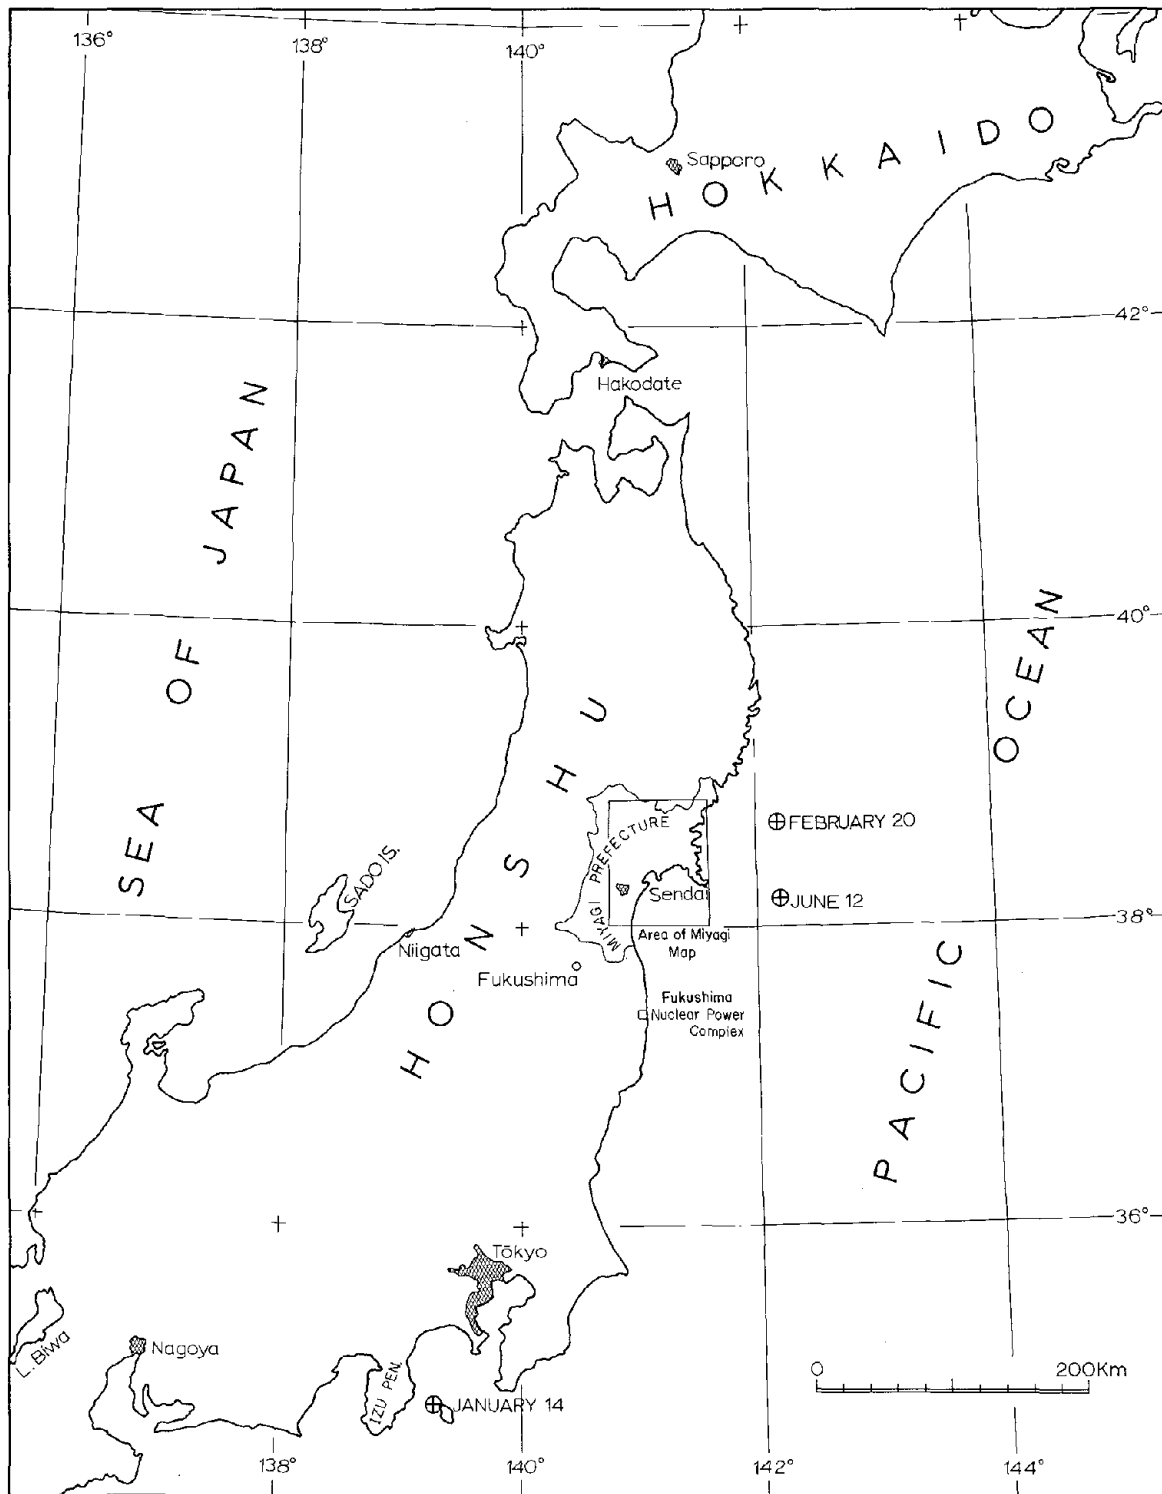 136°
138°
140°
Sapporo
HOKKAIDO
42°
Hakodate
SEA OF JAPAN
40°
PACIFIC OCEAN
HONSHU
FEBRUARY 20
MIYAGI PREFECTURE
SADO IS.
Sendai
JUNE 12
38°
Niigata
Area of Miyagi
Map
Fukushima
Fukushima
Nuclear Power
Complex
36°
Tōkyo
L. Biwa
Nagoya
IZU PEN.
JANUARY 14
0 200Km
138°
140°
142°
144°